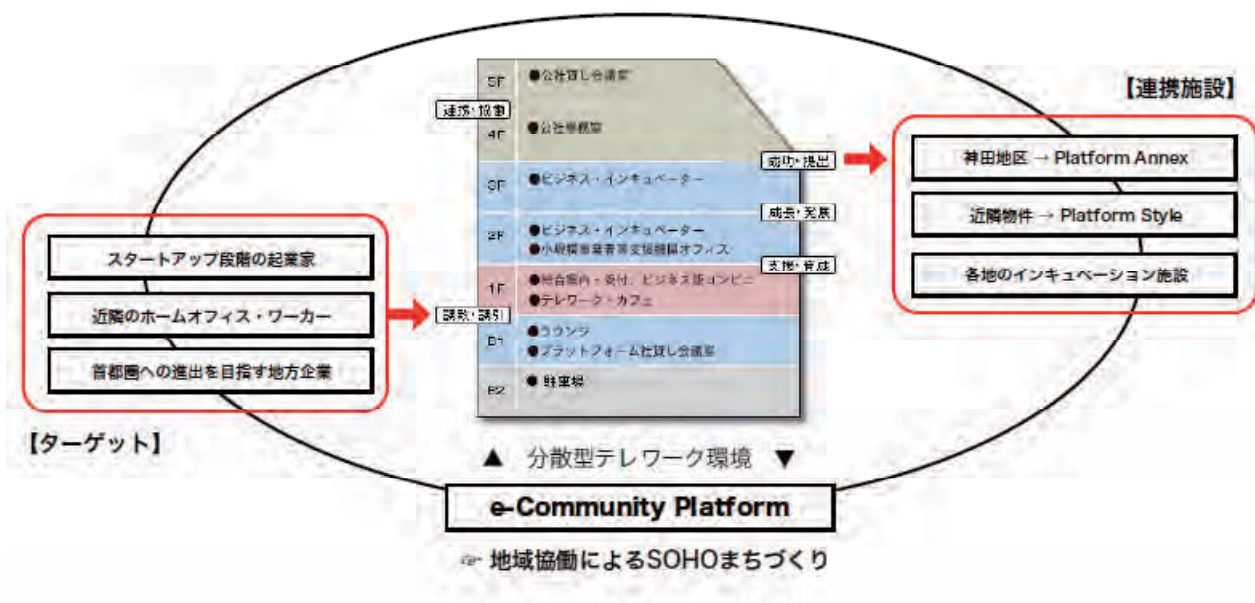 スタートアップ段階の起業家
近隣のホームオフィス・ワーカー
首都圏への進出を目指す地方企業
【ターゲット】
5F ●公社貸し会議室
連携・協働
4F ●公社事務室
3F ●ビジネス・インキュベーター
2F ●ビジネス・インキュベーター
●小規模事業者等支援機関オフィス
1F ●総合案内・受付、ビジネス版コンビニ
●テレワーク・カフェ
誘致・誘引
B1 ●ラウンジ
●プラットフォーム社貸し会議室
B2 ● 駐車場
成功・提出
成長・発展
支援・育成
【連携施設】
神田地区 → Platform Annex
近隣物件 → Platform Style
各地のインキュベーション施設
▲ 分散型テレワーク環境 ▼
e-Community Platform
☞ 地域協働によるSOHOまちづくり